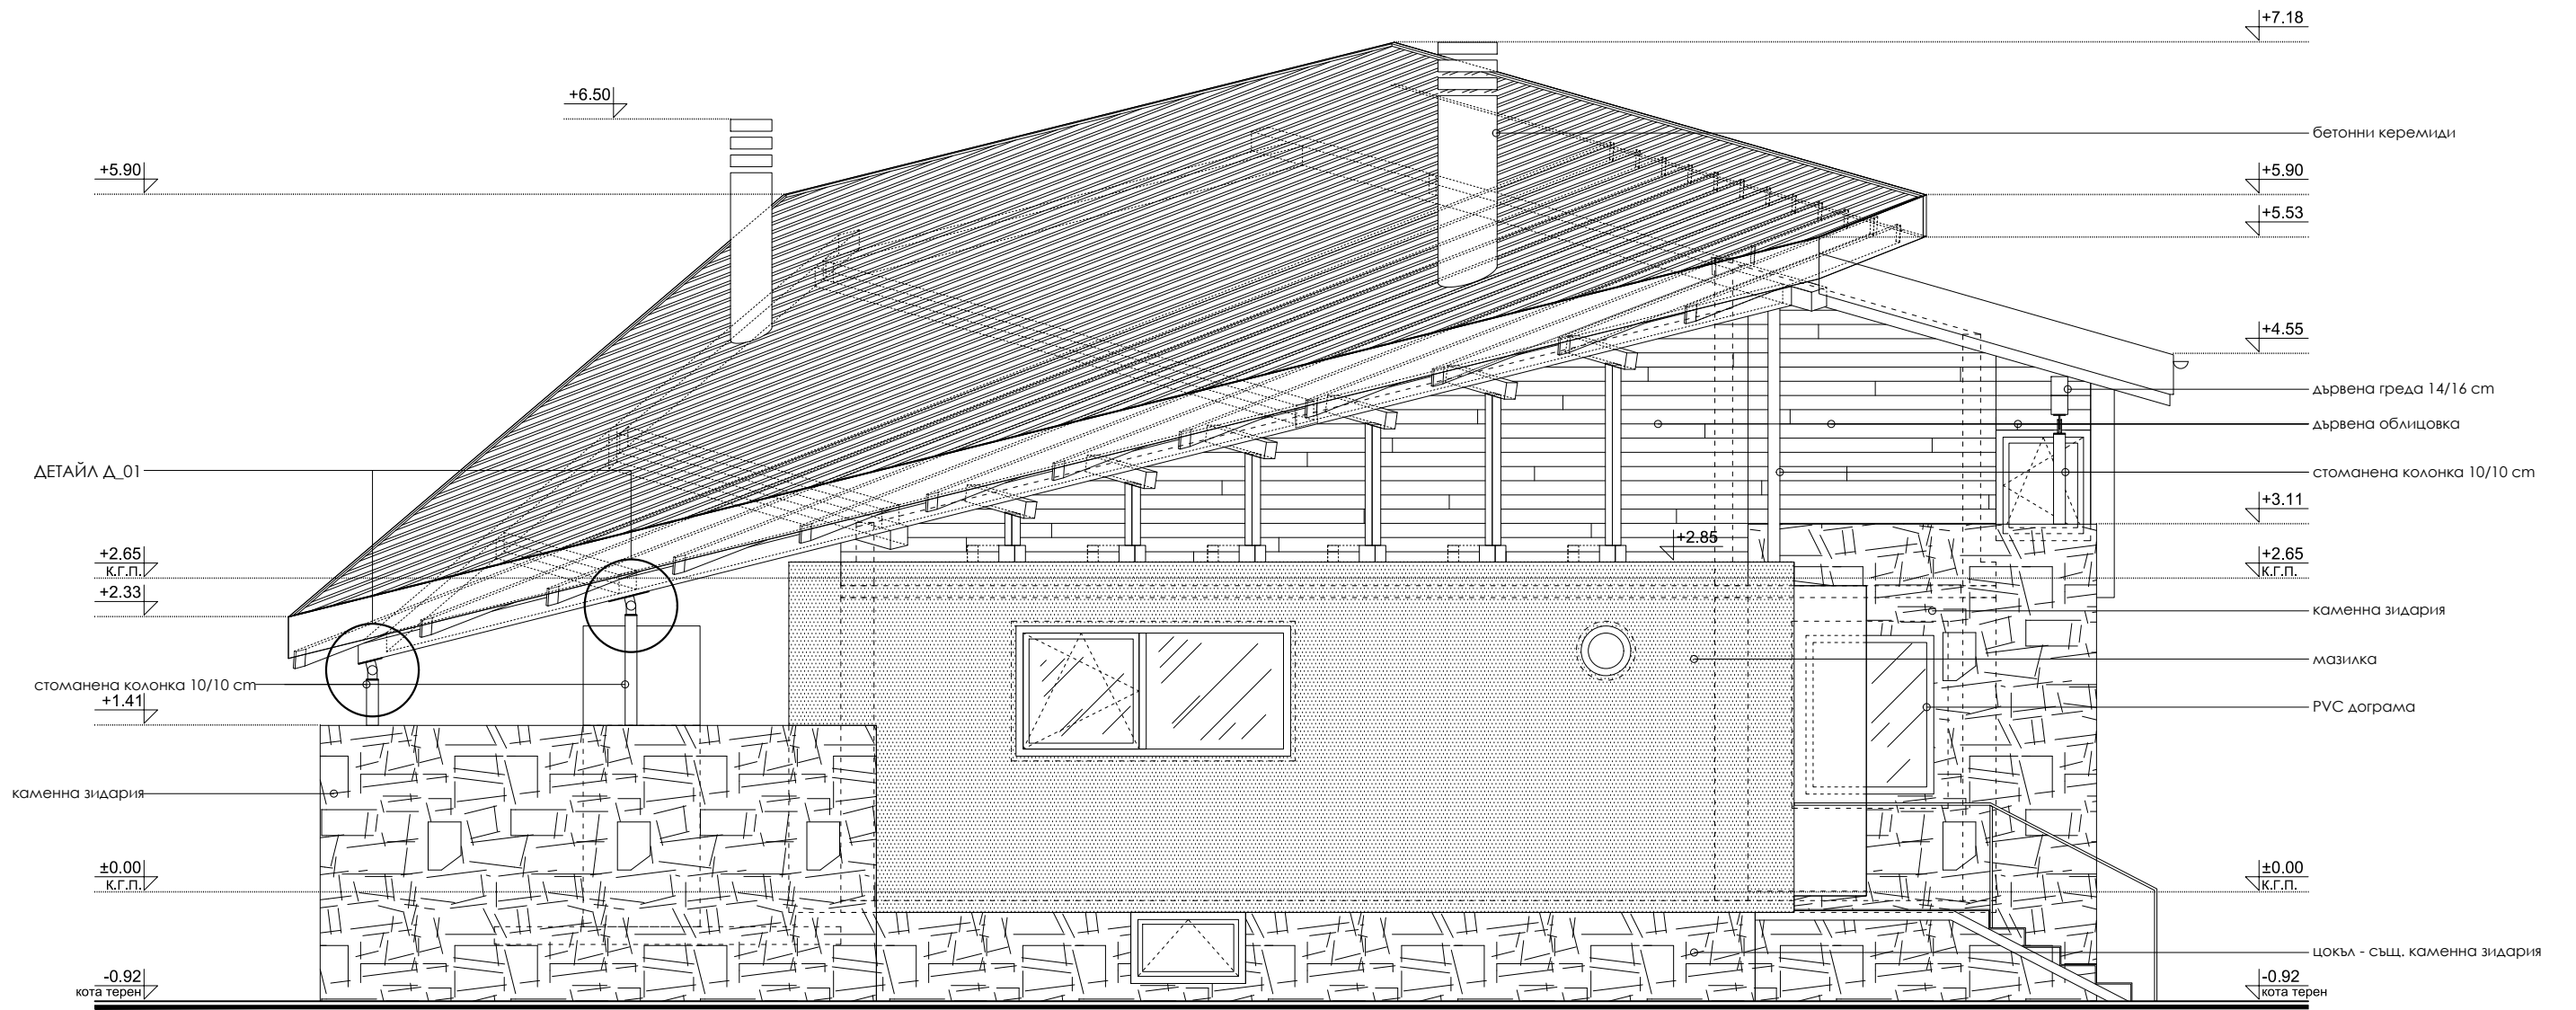 +7.18
+6.50
бетонни керемиди
+5.90
+5.90
+5.53
+4.55
дървена греда 14/16 cm
дървена облицовка
ДЕТАЙЛ Д_01
стоманена колонка 10/10 cm
+3.11
+2.85
+2.65
К.Г.П.
+2.65
К.Г.П.
+2.33
каменна зидария
мазилка
стоманена колонка 10/10 cm
+1.41
PVC дограма
каменна зидария
±0.00
К.Г.П.
±0.00
К.Г.П.
цокъл - същ. каменна зидария
-0.92
кота терен
-0.92
кота терен